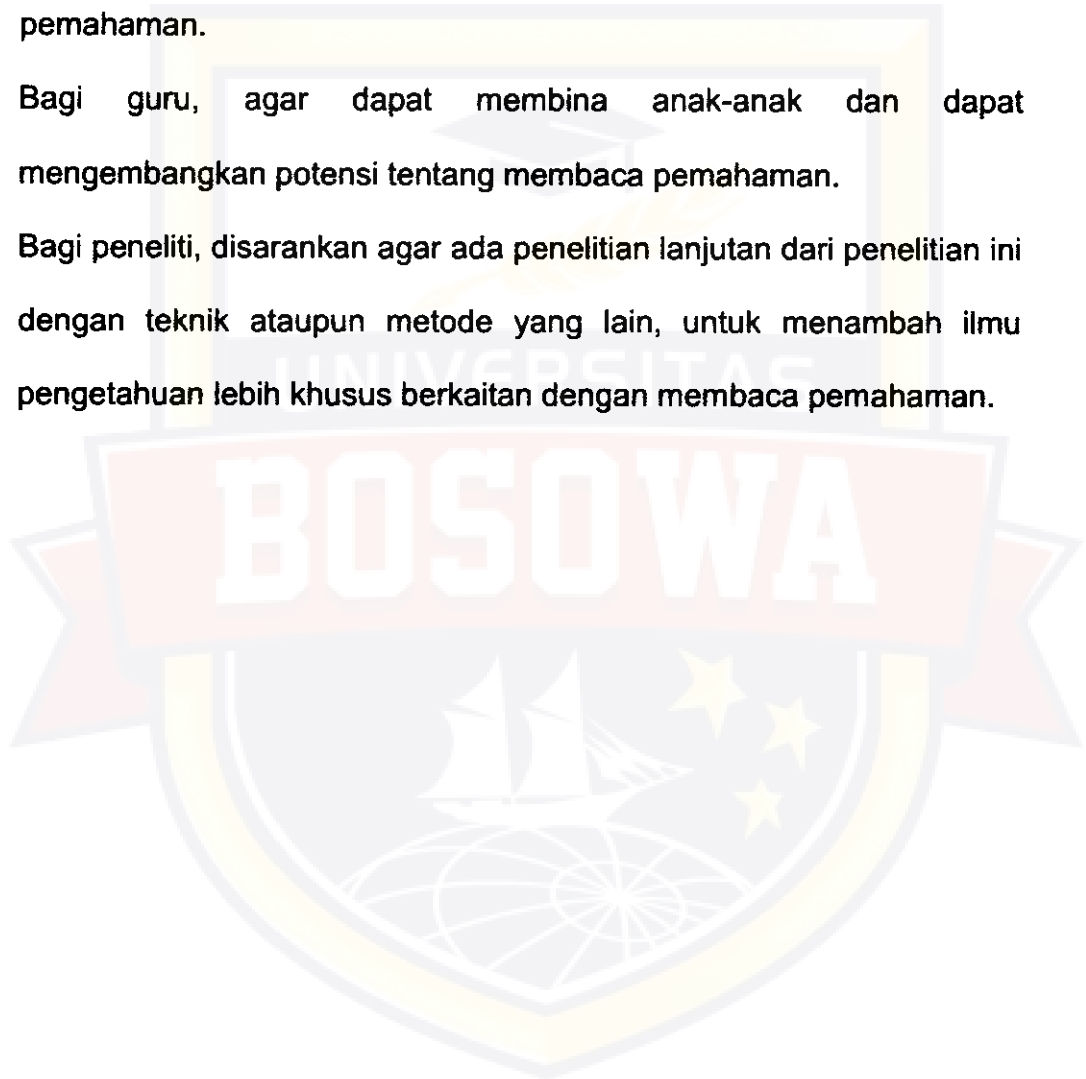 pemahaman.
Bagi guru, agar dapat membina anak-anak dan dapat
mengembangkan potensi tentang membaca pemahaman.
Bagi peneliti, disarankan agar ada penelitian lanjutan dari penelitian ini
dengan teknik ataupun metode yang lain, untuk menambah ilmu
pengetahuan lebih khusus berkaitan dengan membaca pemahaman.
UNIVERSITAS
BOSOWA